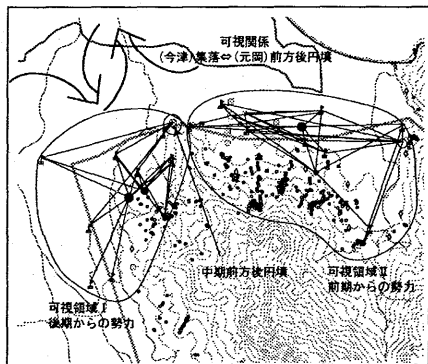 可視関係
(今津)集落⇔(元岡)前方後円墳
中期前方後円墳
可視領域Ⅱ
前期からの勢力
可視領域Ⅰ
後期からの勢力